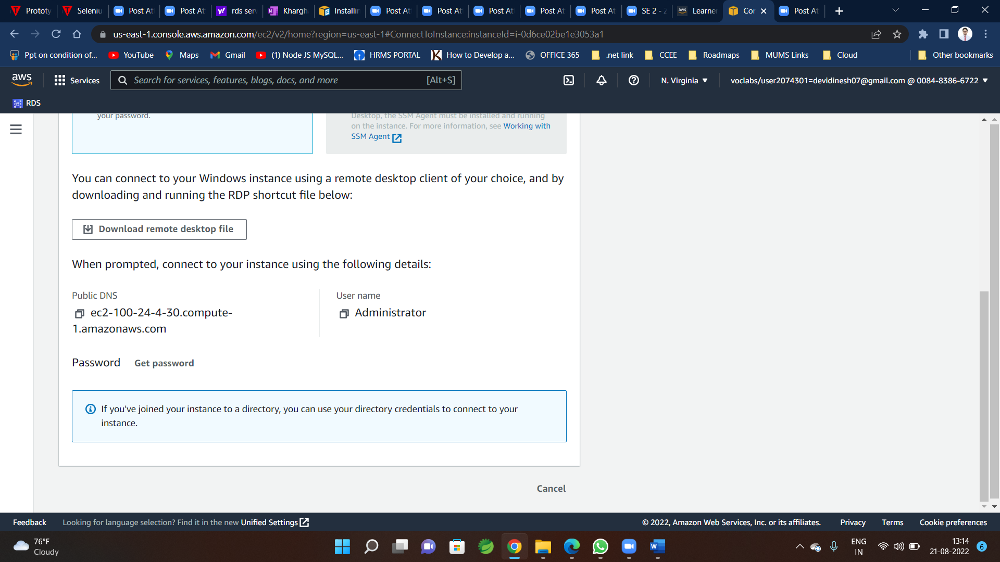 Prototy
Seleniu
Post At
Post At
rds serv
Khargh
Installin
Post At
Post At
Post At
Post At
Post At
SE 2 - Z
Learner
Cor
Post At
us-east-1.console.aws.amazon.com/ec2/v2/home?region=us-east-1#ConnectToInstance:instanceId=i-0d6ce02be1e3053a1
Ppt on condition of...
YouTube
Maps
Gmail
(1) Node JS MySQL...
HRMS PORTAL
How to Develop a...
OFFICE 365
.net link
CCEE
Roadmaps
MUMS Links
Cloud
Other bookmarks
aws
Services
Search for services, features, blogs, docs, and more
[Alt+S]
N. Virginia
voclabs/user2074301=devidinesh07@gmail.com @ 0084-8386-6722
RDS
your password.
Desktop, the SSM Agent must be installed and running
on the instance. For more information, see Working with
SSM Agent
You can connect to your Windows instance using a remote desktop client of your choice, and by
downloading and running the RDP shortcut file below:
Download remote desktop file
When prompted, connect to your instance using the following details:
Public DNS
ec2-100-24-4-30.compute-
1.amazonaws.com
User name
Administrator
Password
Get password
If you've joined your instance to a directory, you can use your directory credentials to connect to your
instance.
Cancel
Feedback
Looking for language selection? Find it in the new Unified Settings
© 2022, Amazon Web Services, Inc. or its affiliates.
Privacy
Terms
Cookie preferences
76°F
Cloudy
ENG
IN
13:14
21-08-2022
6